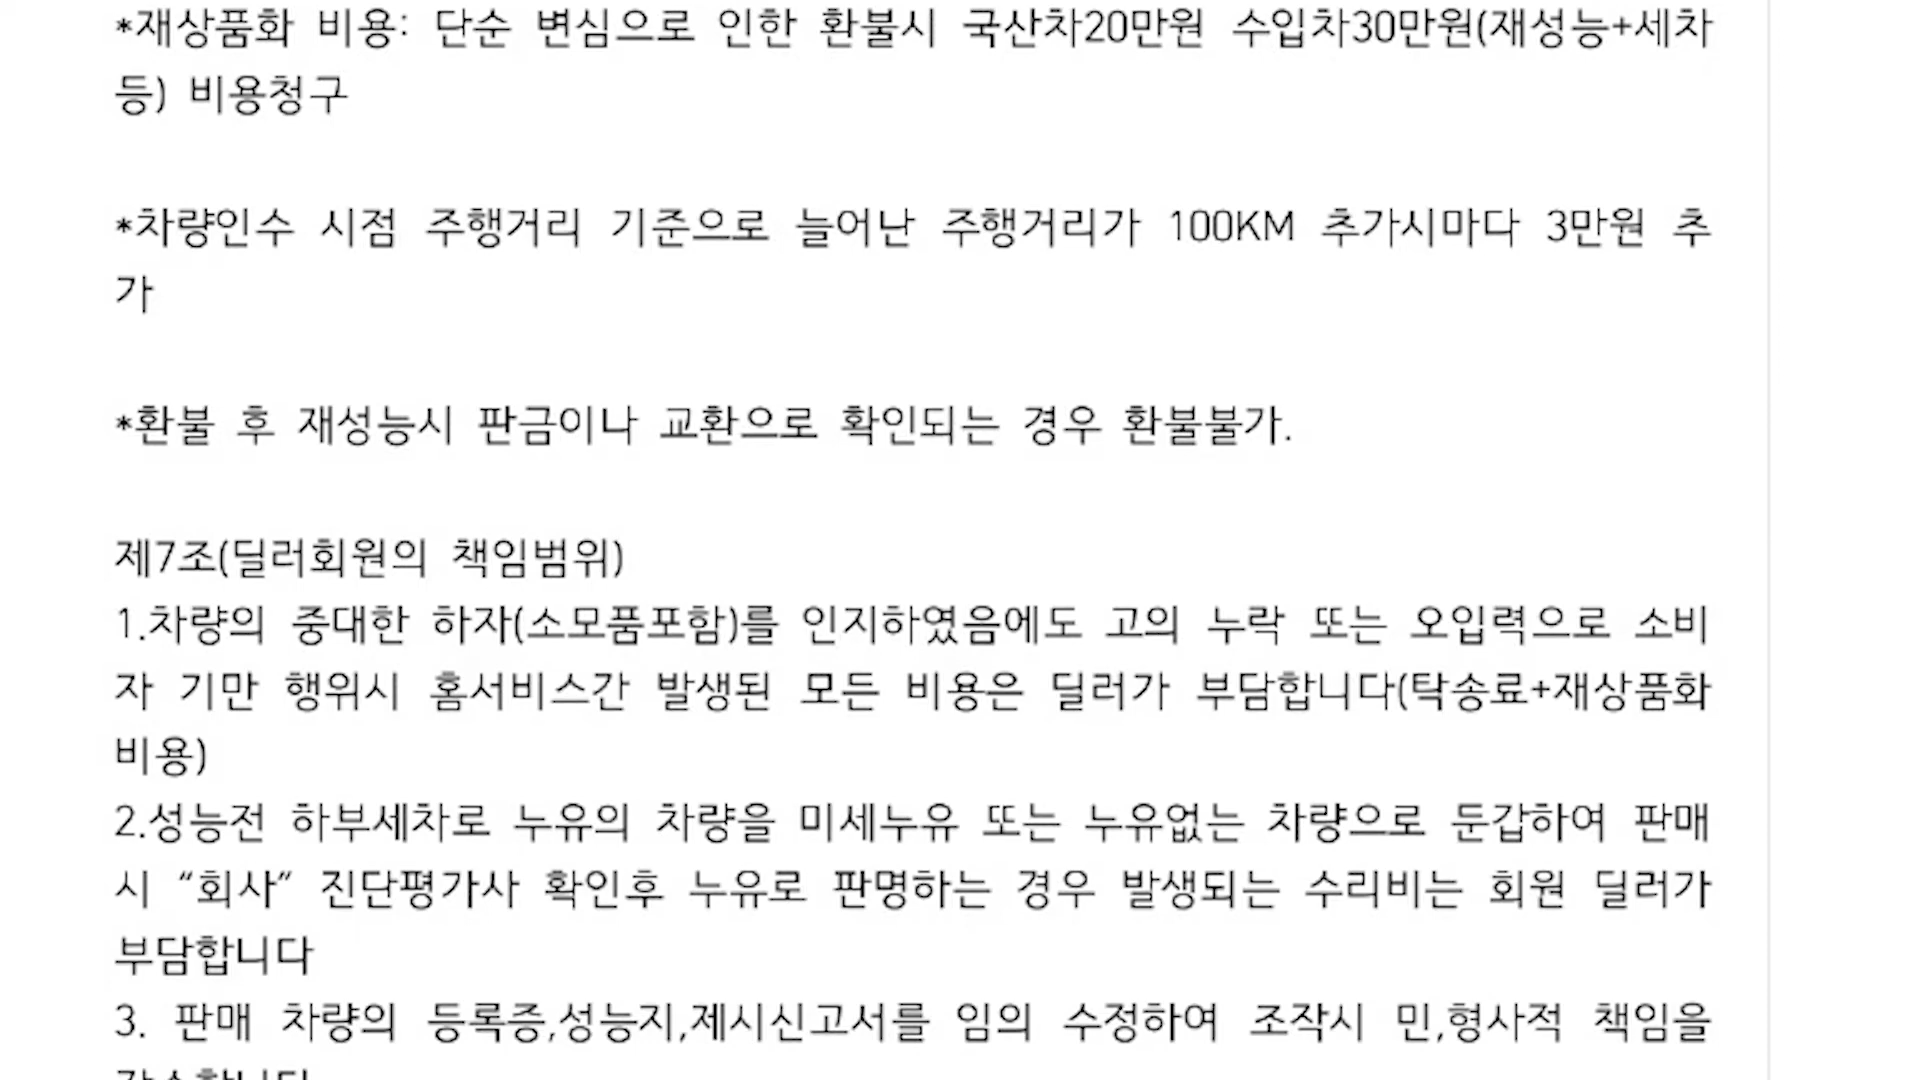 *재상품화 비용: 단순 변심으로 인한 환불시 국산차20만원 수입차30만원(재성능+세차
등) 비용청구
*차량인수 시점 주행거리 기준으로 늘어난 주행거리가 100KM 추가시마다 3만원 추
가
*환불 후 재성능시 판금이나 교환으로 확인되는 경우 환불불가.
제7조(딜러회원의 책임범위)
1.차량의 중대한 하자(소모품포함)를 인지하였음에도 고의 누락 또는 오입력으로 소비
자 기만 행위시 홈서비스간 발생된 모든 비용은 딜러가 부담합니다(탁송료+재상품화
비용)
2.성능전 하부세차로 누유의 차량을 미세누유 또는 누유없는 차량으로 둔갑하여 판매
시 “회사” 진단평가사 확인후 누유로 판명하는 경우 발생되는 수리비는 회원 딜러가
부담합니다
3. 판매 차량의 등록증,성능지,제시신고서를 임의 수정하여 조작시 민,형사적 책임을